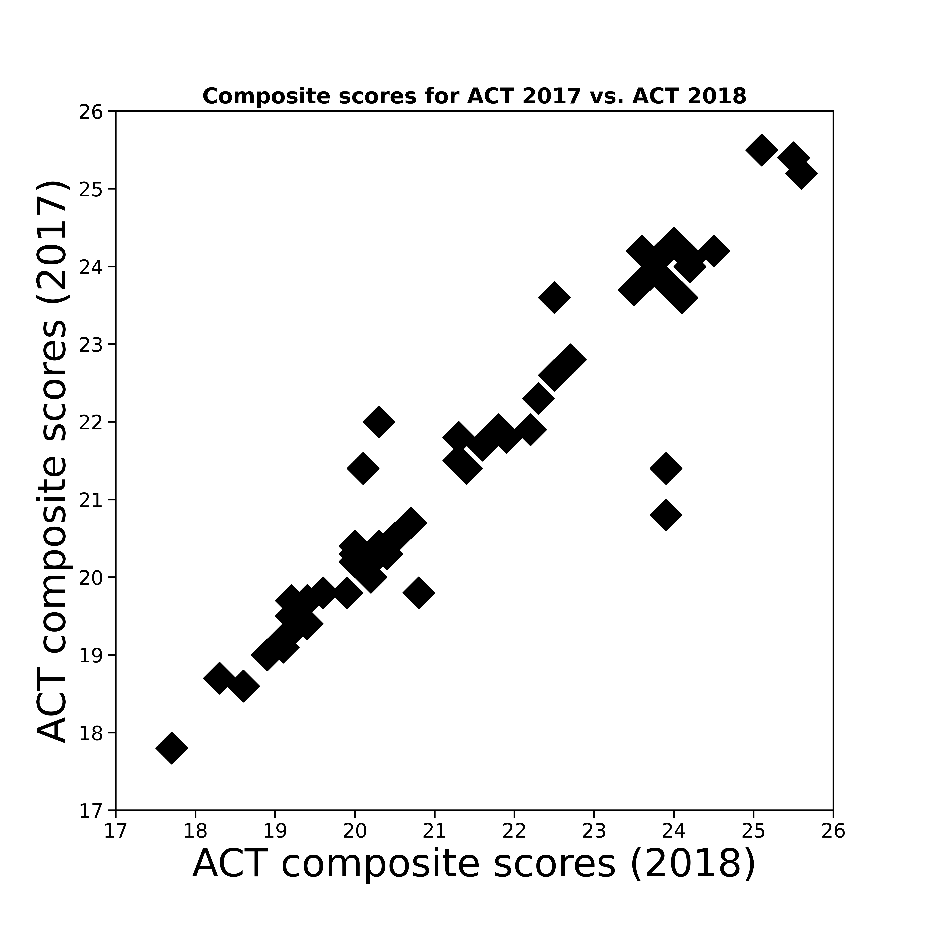 Composite scores for ACT 2017 vs. ACT 2018
26
25
24
23
22
21
20
19
18
17
ACT composite scores (2017)
17 18 19 20 21 22 23 24 25 26
ACT composite scores (2018)